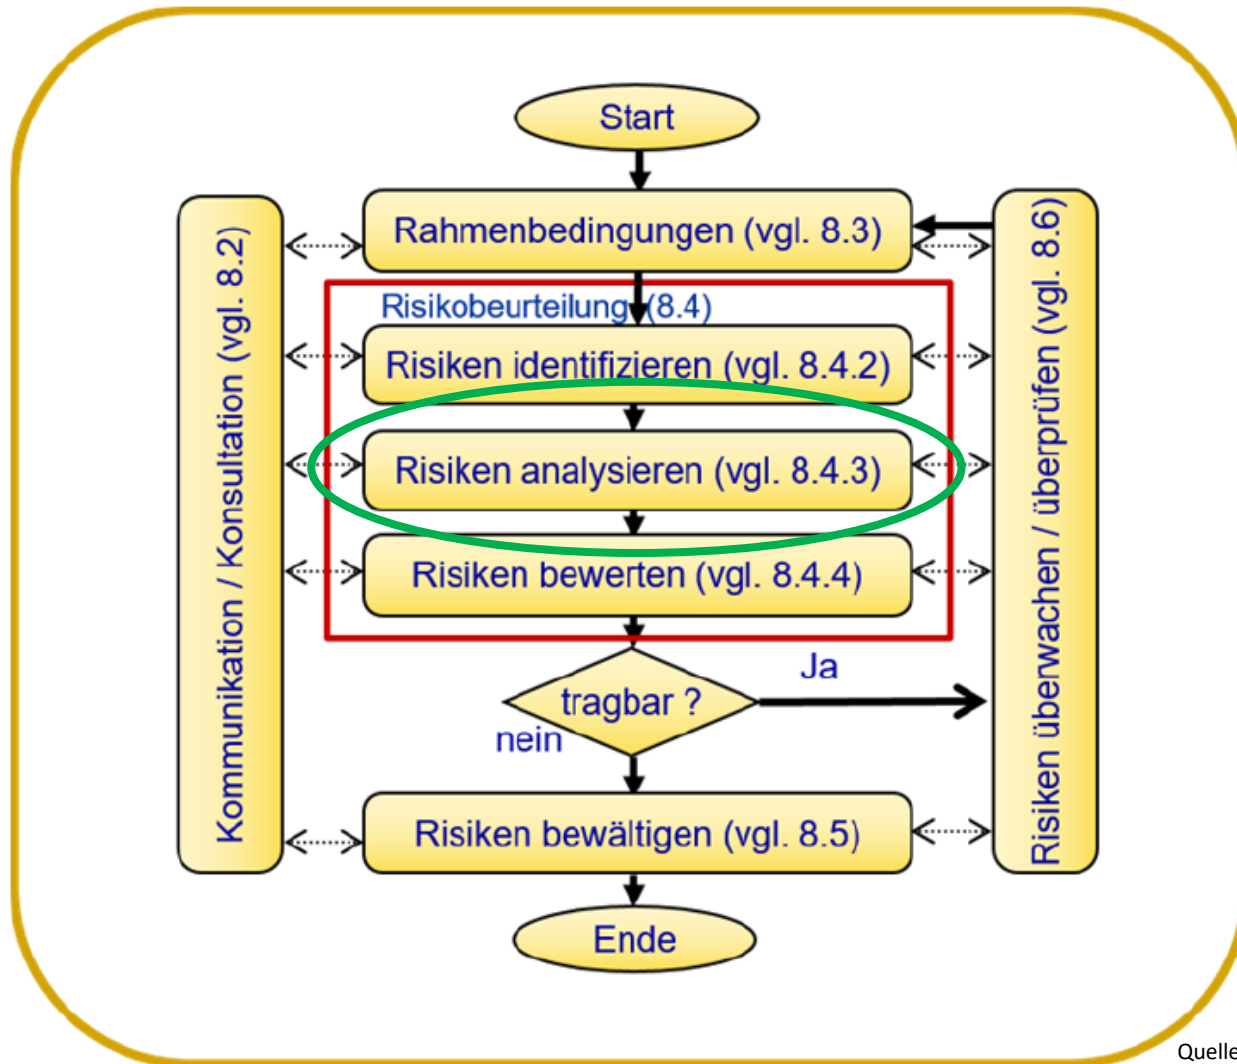 Start
Rahmenbedingungen (vgl. 8.3)
Risikobeurteilung (8.4)
Risiken identifizieren (vgl. 8.4.2)
Risiken analysieren (vgl. 8.4.3)
Risiken bewerten (vgl. 8.4.4)
tragbar ?
Ja
nein
Risiken bewältigen (vgl. 8.5)
Ende
Kommunikation / Konsultation (vgl. 8.2)
Risiken überwachen / überprüfen (vgl. 8.6)
Quelle